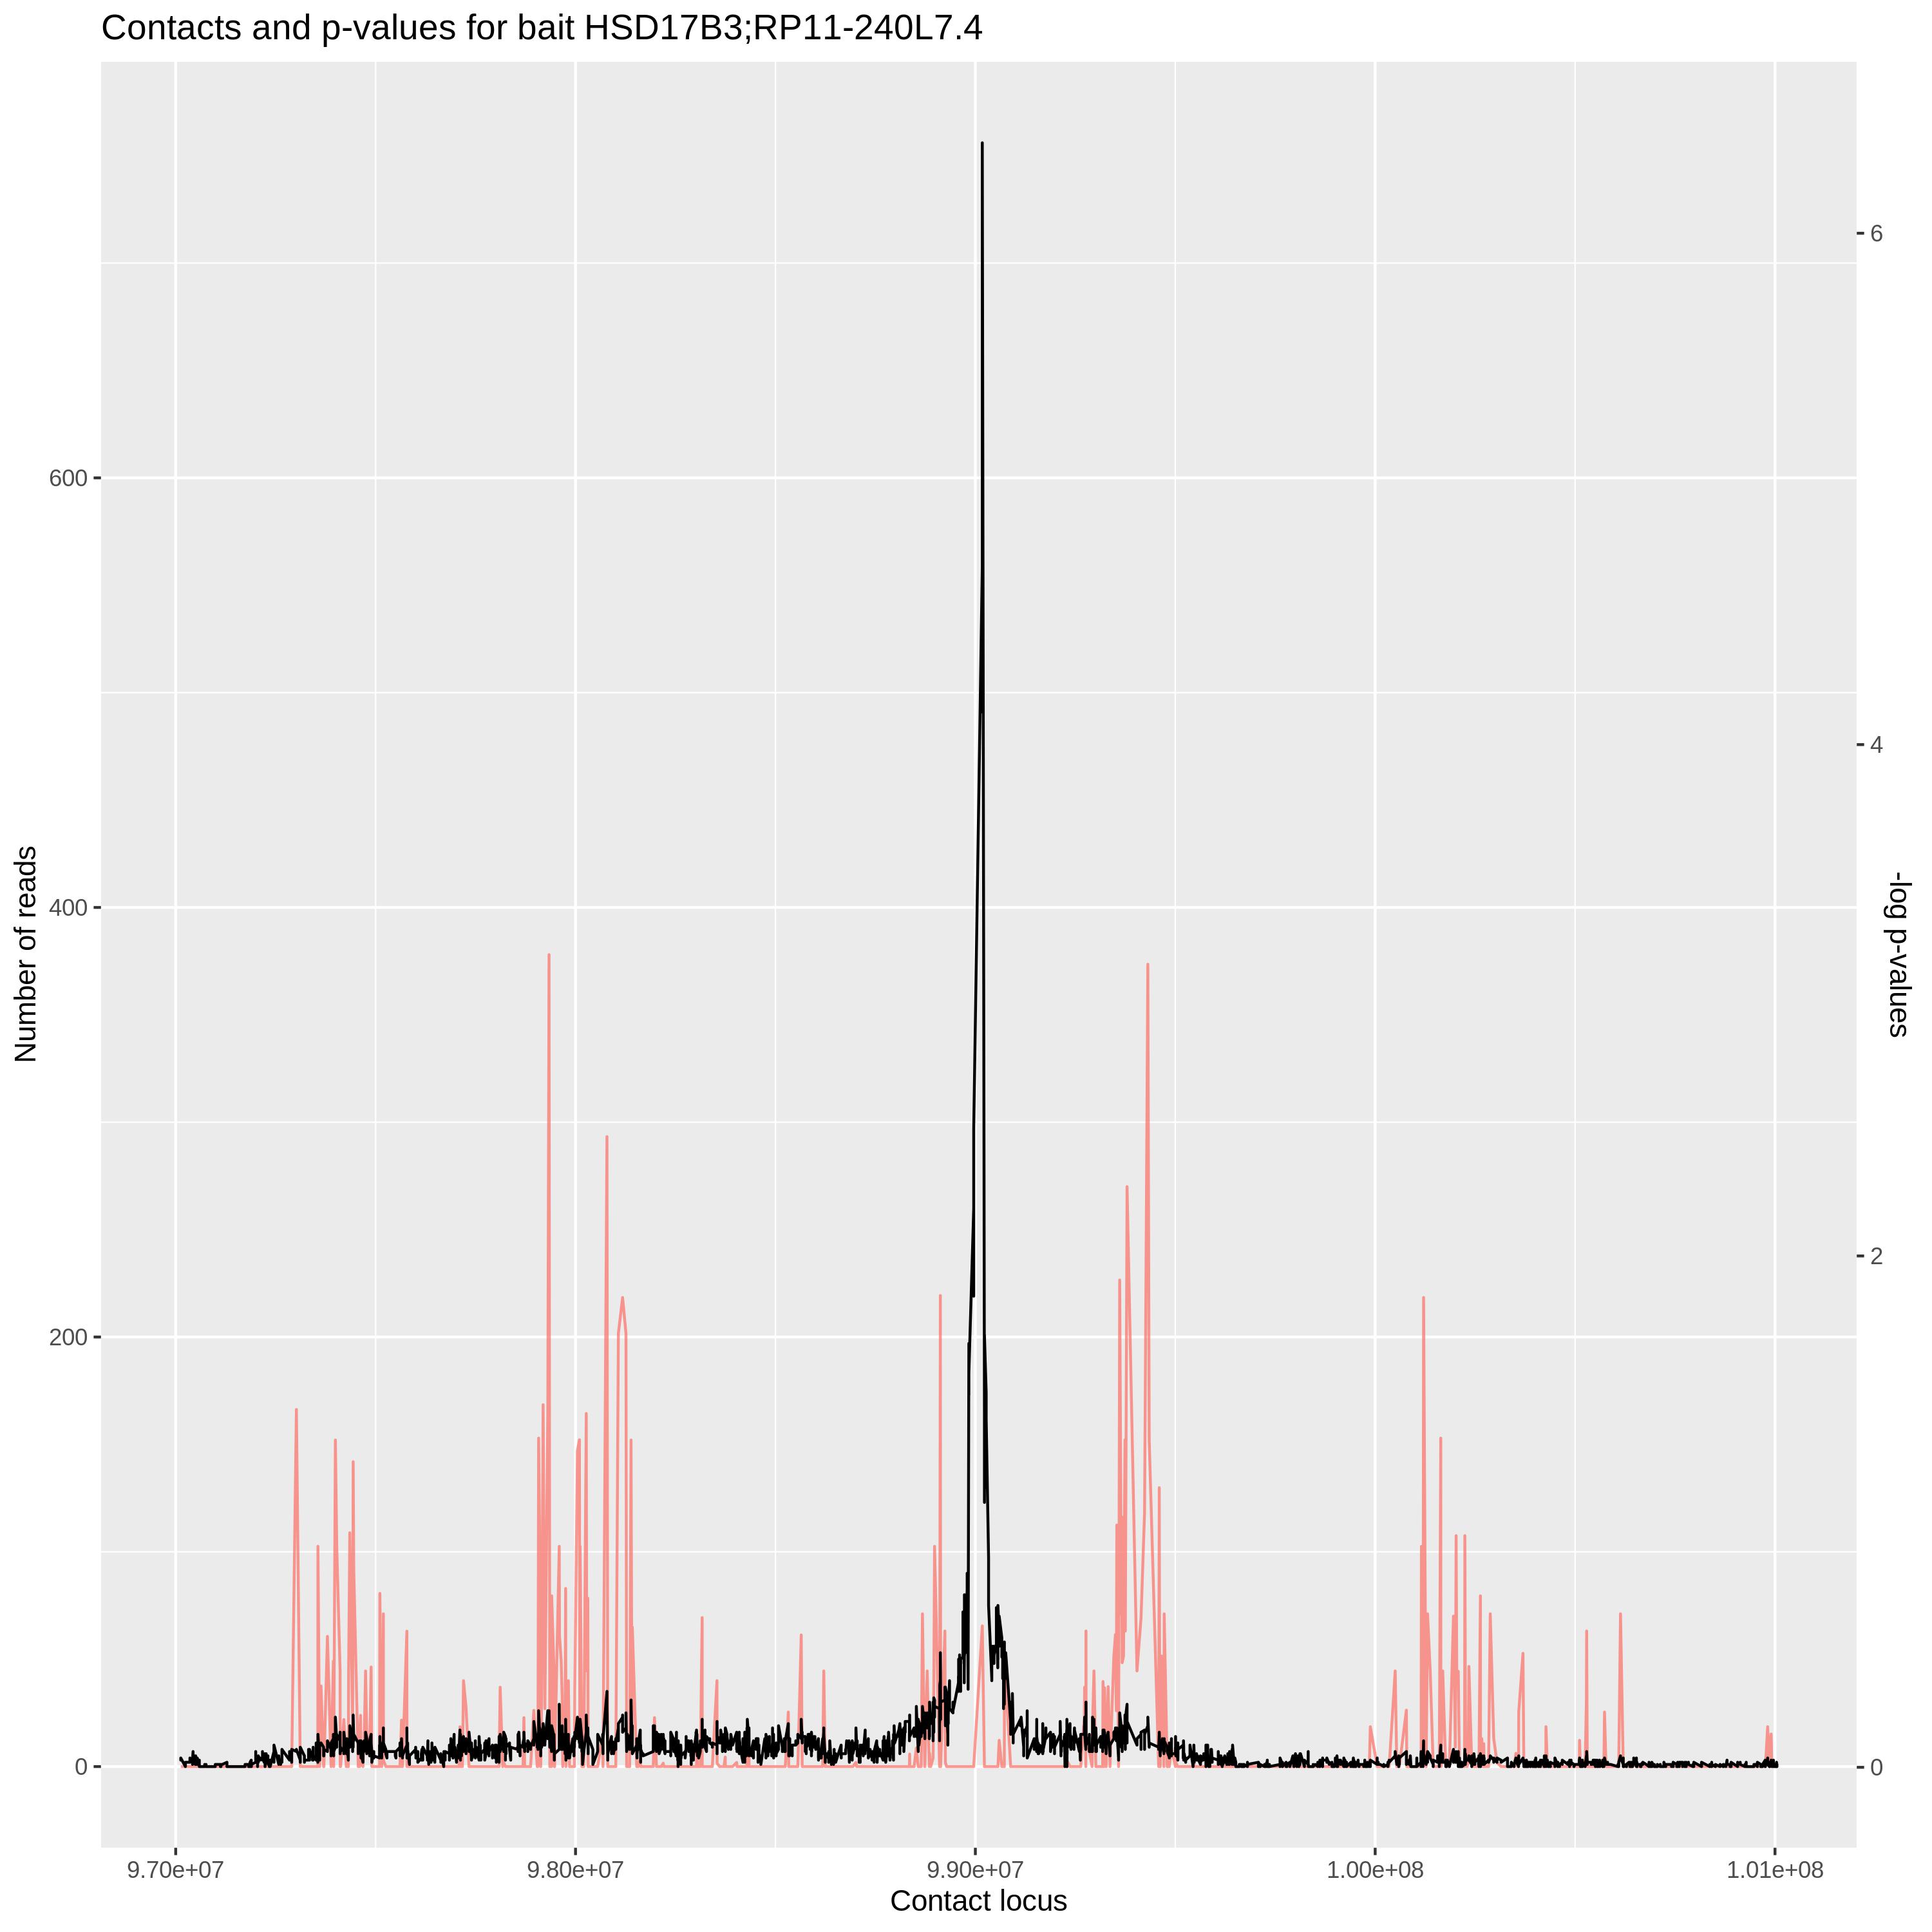 Contacts and p-values for bait HSD17B3;RP11-240L7.4
600
400
200
0
Number of reads
6
4
2
0
-log p-values
9.70e+07 9.80e+07 9.90e+07 1.00e+08 1.01e+08
Contact locus